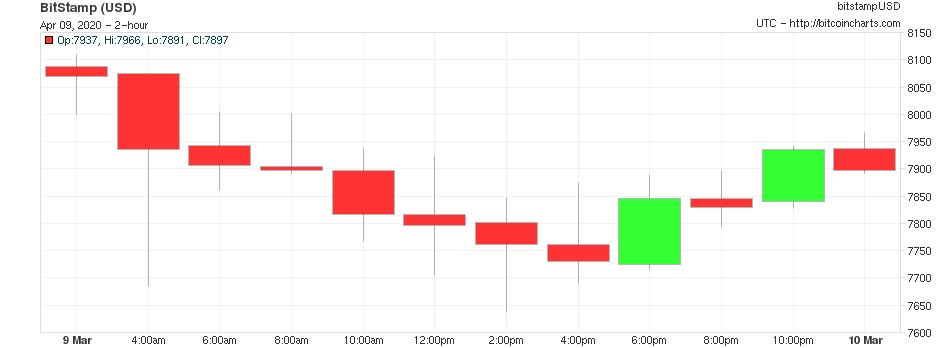 BitStamp (USD)
bitstampUSD
Apr 09, 2020 - 2-hour
UTC - http://bitcoincharts.com
Op:7937, Hi:7966, Lo:7891, Cl:7897
8150
8100
8050
8000
7950
7900
7850
7800
7750
7700
7650
7600
9 Mar 4:00am 6:00am 8:00am 10:00am 12:00pm 2:00pm 4:00pm 6:00pm 8:00pm 10:00pm 10 Mar